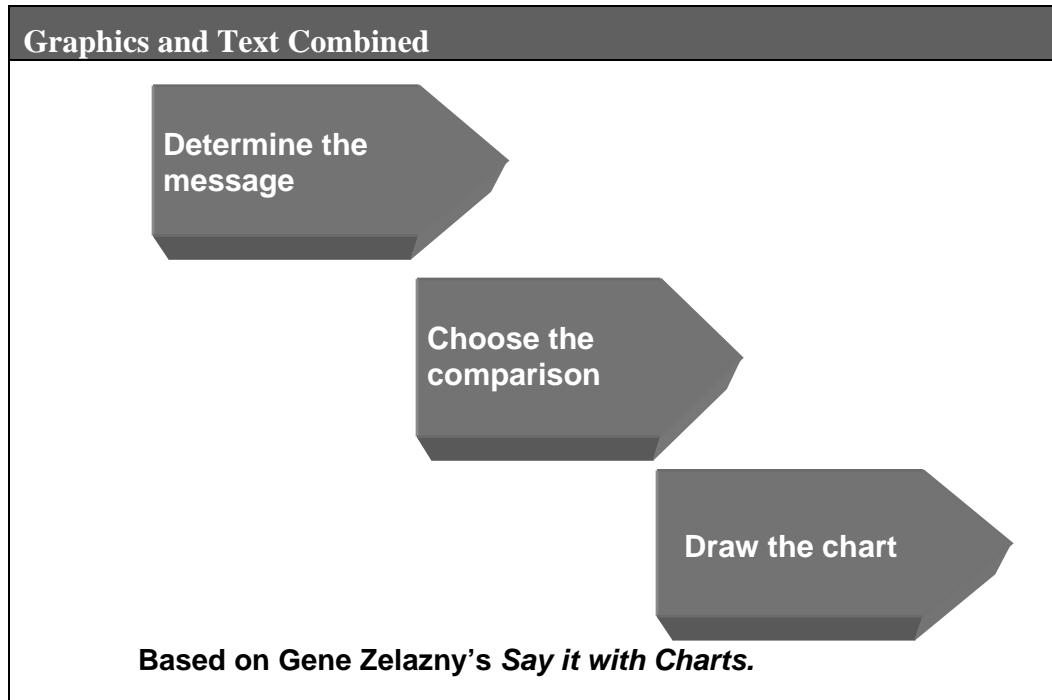 Graphics and Text Combined
Determine the
message
Choose the
comparison
Draw the chart
Based on Gene Zelazny’s Say it with Charts.